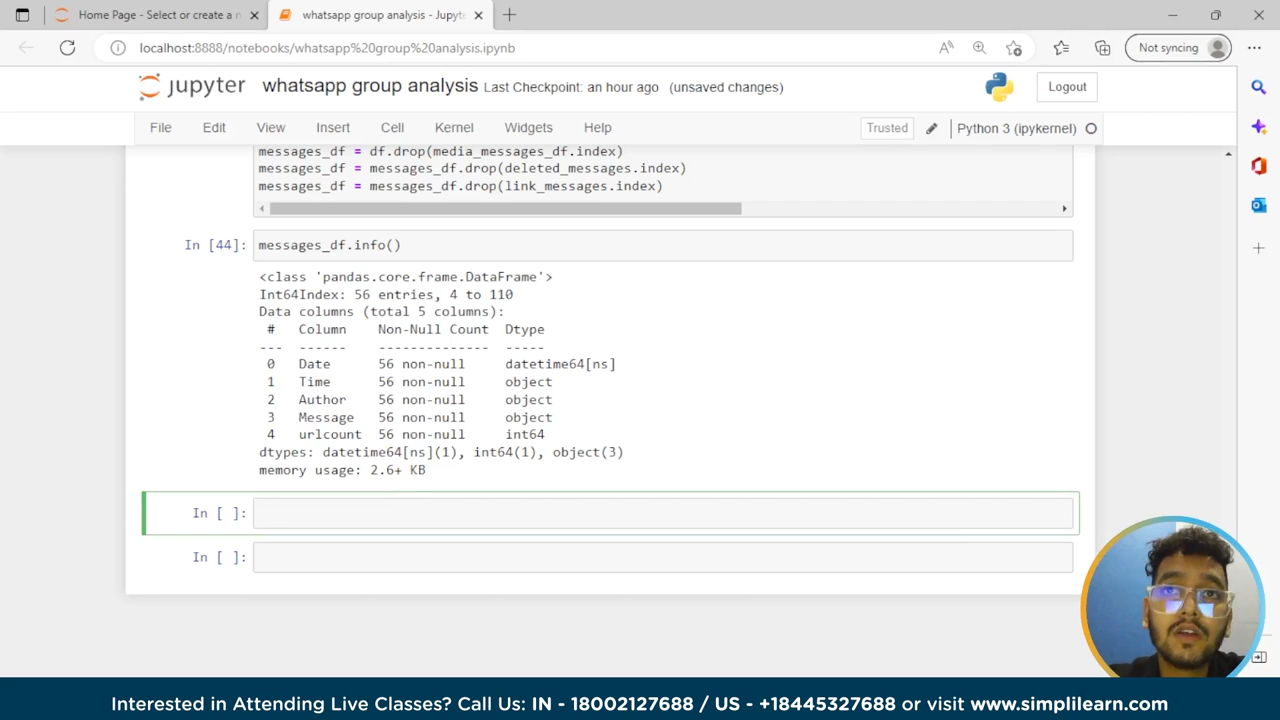 Home Page - Select or create a n
whatsapp group analysis - Jupyte
localhost:8888/notebooks/whatsapp%20group%20analysis.ipynb
Not syncing
jupyter whatsapp group analysis Last Checkpoint: an hour ago (unsaved changes)
Logout
File Edit View Insert Cell Kernel Widgets Help
Trusted
Python 3 (ipykernel)
messages_df = df.drop(media_messages_df.index)
messages_df = messages_df.drop(deleted_messages.index)
messages_df = messages_df.drop(link_messages.index)
In [44]: messages_df.info()
<class 'pandas.core.frame.DataFrame'>
Int64Index: 56 entries, 4 to 110
Data columns (total 5 columns):
# Column Non-Null Count Dtype
--- ------ -------------- -----
0 Date 56 non-null datetime64[ns]
1 Time 56 non-null object
2 Author 56 non-null object
3 Message 56 non-null object
4 urlcount 56 non-null int64
dtypes: datetime64[ns](1), int64(1), object(3)
memory usage: 2.6+ KB
In [ ]:
In [ ]:
Interested in Attending Live Classes? Call Us: IN - 18002127688 / US - +18445327688 or visit www.simplilearn.com